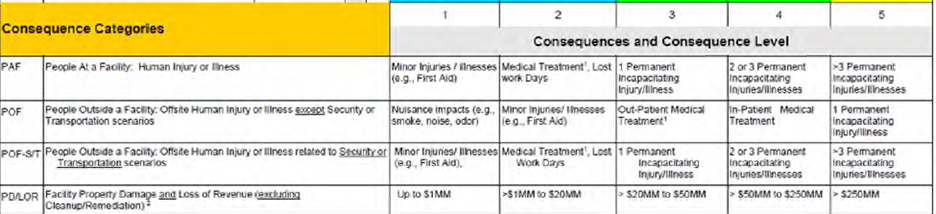 1 2 3 4 5
Consequence Categories
Consequences and Consequence Level
PAF People At a Facility: Human Injury or Illness
Minor Injuries / Illnesses
(e.g., First Aid)
Medical Treatment¹, Lost
work Days
1 Permanent
Incapacitating
Injury/Illness
2 or 3 Permanent
Incapacitating
Injuries/Illnesses
>3 Permanent
Incapacitating
Injuries/Illnesses
POF People Outside a Facility: Offsite Human Injury or Illness except Security or
Transportation scenarios
Nuisance impacts (e.g.,
smoke, noise, odor)
Minor Injuries/ Illnesses
(e.g., First Aid)
Out-Patient Medical
Treatment¹
In-Patient Medical
Treatment
1 Permanent
Incapacitating
Injury/Illness
POF-S/T People Outside a Facility: Offsite Human Injury or Illness related to Security or
Transportation scenarios
Minor Injuries/ Illnesses
(e.g., First Aid),
Medical Treatment¹, Lost
Work Days
1 Permanent
Incapacitating
Injury/Illness
2 or 3 Permanent
Incapacitating
Injuries/Illnesses
>3 Permanent
Incapacitating
Injuries/Illnesses
PD/LOR Facility Property Damage and Loss of Revenue (excluding
Cleanup/Remediation) ²
Up to $1MM
>$1MM to $20MM
> $20MM to $50MM
> $50MM to $250MM
> $250MM